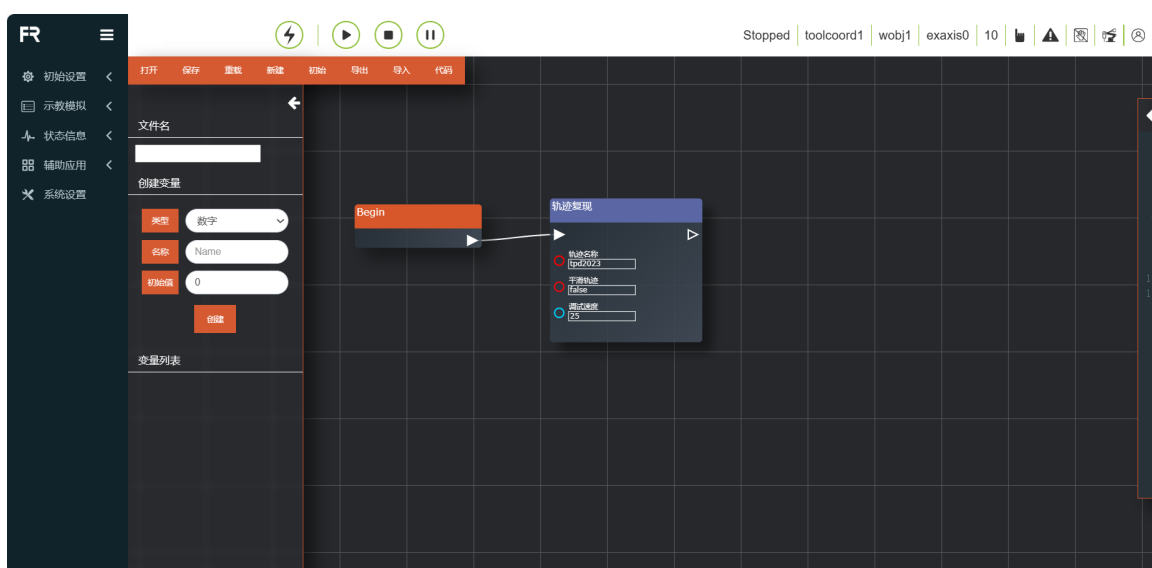 FR
Stopped toolcoord1 wobj1 exaxis0 10
初始设置
示教模拟
状态信息
辅助应用
系统设置
打开 保存 重载 新建 初始 导出 导入 代码
文件名
创建变量
类型 数字
名称 Name
初始值 0
创建
变量列表
Begin
轨迹复现
轨迹名称
tpd2023
平滑轨迹
false
调试速度
25
1
1